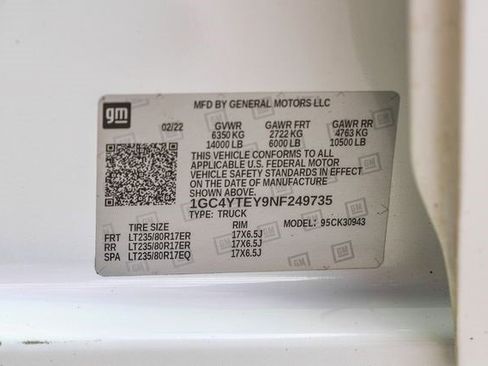 gm
MFD BY GENERAL MOTORS LLC
02/22 GVWR GAWR FRT GAWR RR
6350 KG 2722 KG 4763 KG
14000 LB 6000 LB 10500 LB
THIS VEHICLE CONFORMS TO ALL
APPLICABLE U.S. FEDERAL MOTOR
VEHICLE SAFETY STANDARDS IN EFFECT
ON THE DATE OF MANUFACTURE
SHOWN ABOVE.
1GC4YTEY9NF249735
TYPE: TRUCK
TIRE SIZE RIM MODEL: 95CK30943
FRT LT235/80R17ER 17X6.5J
RR LT235/80R17ER 17X6.5J
SPA LT235/80R17EQ 17X6.5J